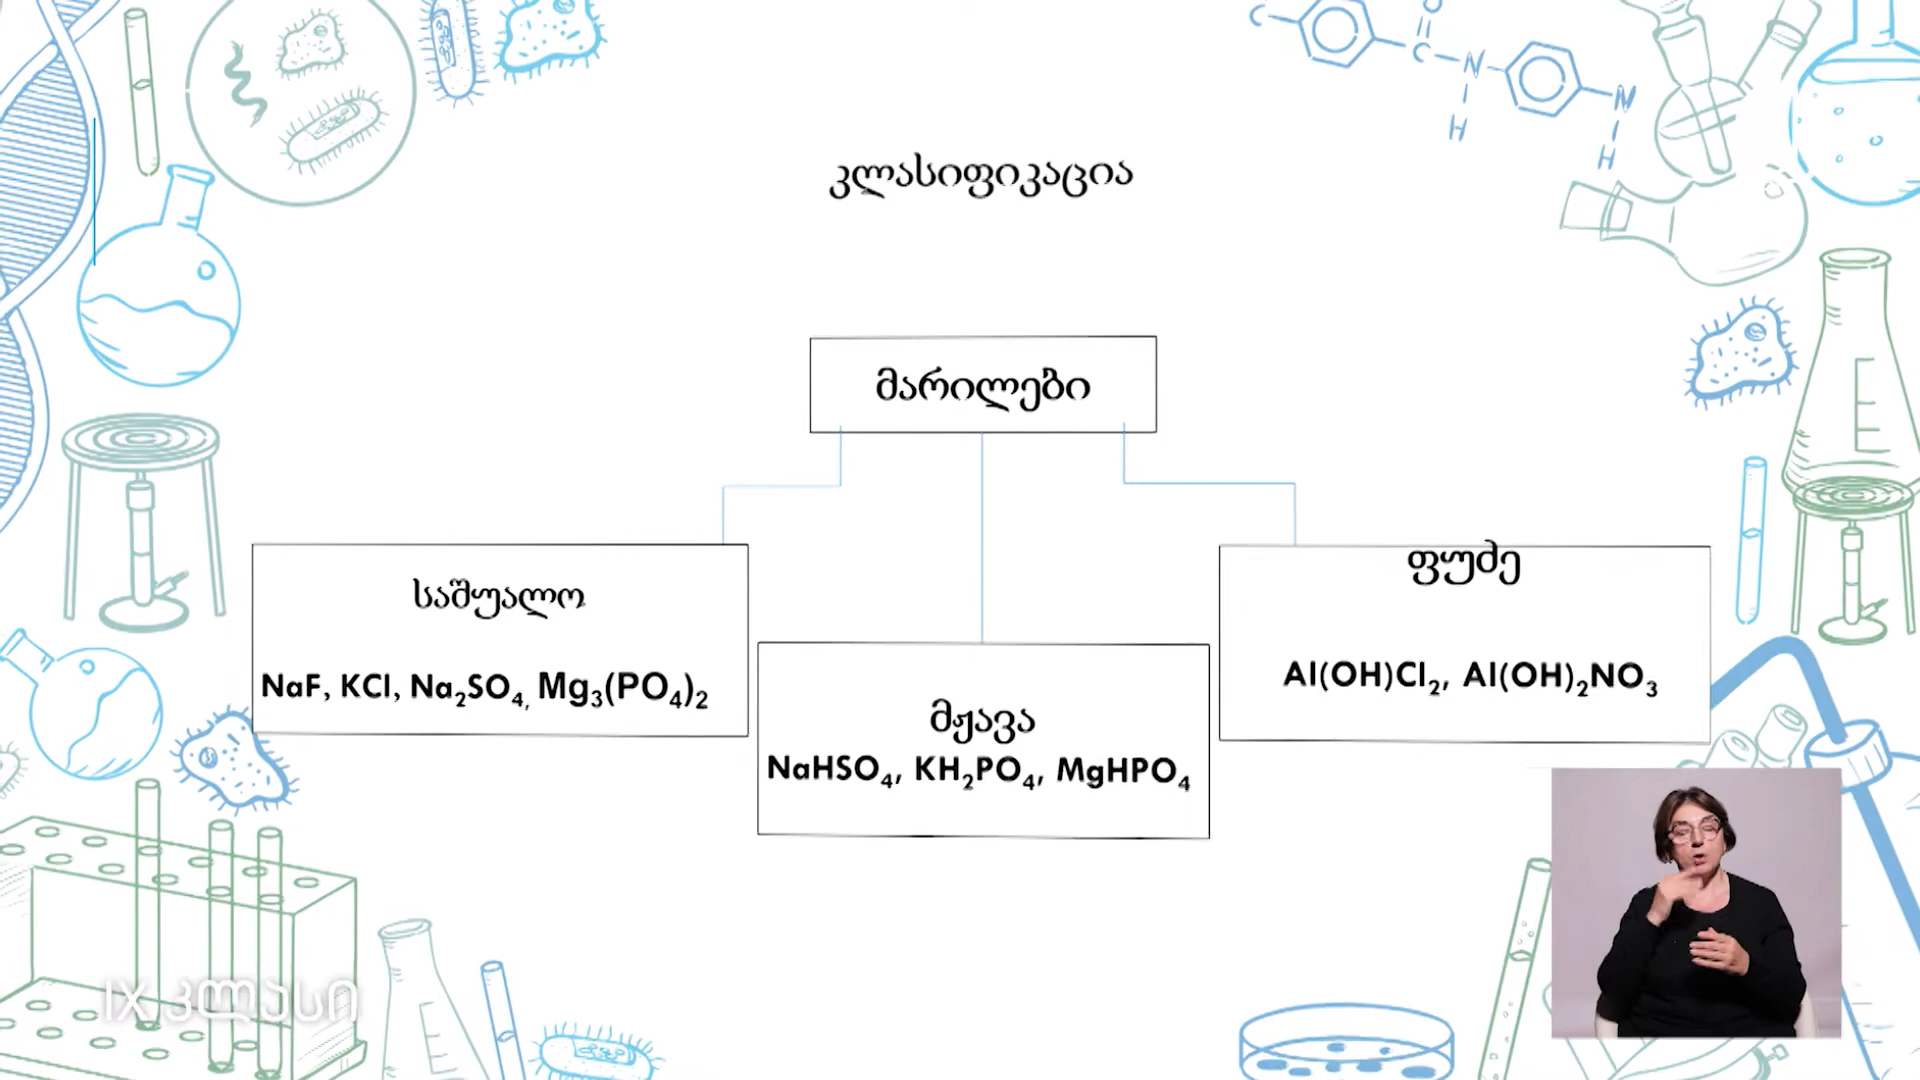 კლასიფიკაცია
მარილები
საშუალო
NaF, KCl, Na₂SO₄, Mg₃(PO₄)₂
მჟავა
NaHSO₄, KH₂PO₄, MgHPO₄
ფუძე
Al(OH)Cl₂, Al(OH)₂NO₃
C
O
C
N
H
N
H
IX კლასი